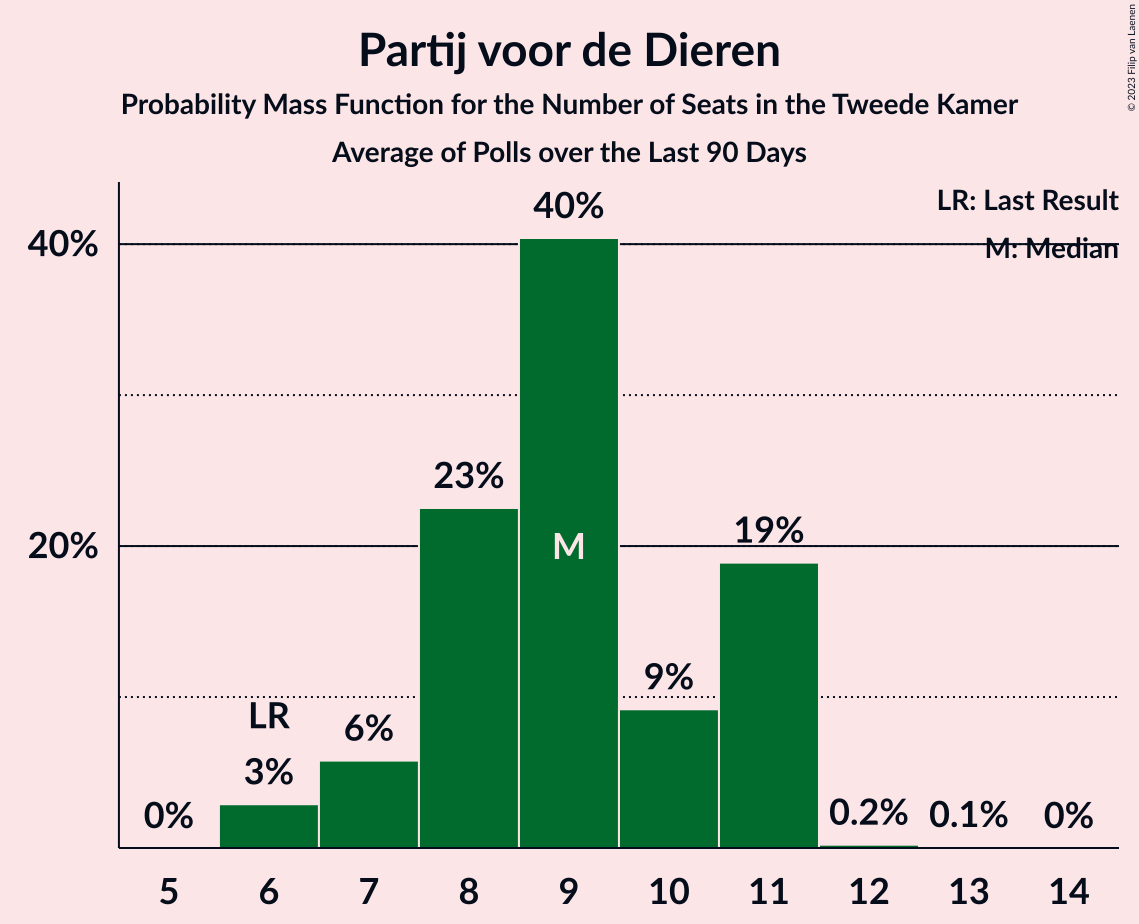 Partij voor de Dieren
Probability Mass Function for the Number of Seats in the Tweede Kamer
Average of Polls over the Last 90 Days
© 2023 Filip van Laenen
LR: Last Result
M: Median
40%
20%
0%
LR
3%
6%
23%
40%
M
9%
19%
0.2%
0.1%
0%
5 6 7 8 9 10 11 12 13 14